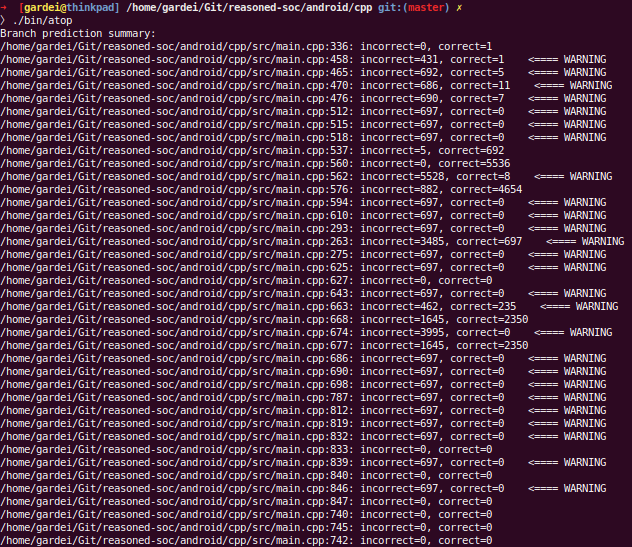 ➜ [gardei@thinkpad] /home/gardei/Git/reasoned-soc/android/cpp git:(master) ✗
〉./bin/atop
Branch prediction summary:
/home/gardei/Git/reasoned-soc/android/cpp/src/main.cpp:336: incorrect=0, correct=1
/home/gardei/Git/reasoned-soc/android/cpp/src/main.cpp:458: incorrect=431, correct=1 <==== WARNING
/home/gardei/Git/reasoned-soc/android/cpp/src/main.cpp:465: incorrect=692, correct=5 <==== WARNING
/home/gardei/Git/reasoned-soc/android/cpp/src/main.cpp:470: incorrect=686, correct=11 <==== WARNING
/home/gardei/Git/reasoned-soc/android/cpp/src/main.cpp:476: incorrect=690, correct=7 <==== WARNING
/home/gardei/Git/reasoned-soc/android/cpp/src/main.cpp:512: incorrect=697, correct=0 <==== WARNING
/home/gardei/Git/reasoned-soc/android/cpp/src/main.cpp:515: incorrect=697, correct=0 <==== WARNING
/home/gardei/Git/reasoned-soc/android/cpp/src/main.cpp:518: incorrect=697, correct=0 <==== WARNING
/home/gardei/Git/reasoned-soc/android/cpp/src/main.cpp:537: incorrect=5, correct=692
/home/gardei/Git/reasoned-soc/android/cpp/src/main.cpp:560: incorrect=0, correct=5536
/home/gardei/Git/reasoned-soc/android/cpp/src/main.cpp:562: incorrect=5528, correct=8 <==== WARNING
/home/gardei/Git/reasoned-soc/android/cpp/src/main.cpp:576: incorrect=882, correct=4654
/home/gardei/Git/reasoned-soc/android/cpp/src/main.cpp:594: incorrect=697, correct=0 <==== WARNING
/home/gardei/Git/reasoned-soc/android/cpp/src/main.cpp:610: incorrect=697, correct=0 <==== WARNING
/home/gardei/Git/reasoned-soc/android/cpp/src/main.cpp:293: incorrect=697, correct=0 <==== WARNING
/home/gardei/Git/reasoned-soc/android/cpp/src/main.cpp:263: incorrect=3485, correct=697 <==== WARNING
/home/gardei/Git/reasoned-soc/android/cpp/src/main.cpp:275: incorrect=697, correct=0 <==== WARNING
/home/gardei/Git/reasoned-soc/android/cpp/src/main.cpp:625: incorrect=697, correct=0 <==== WARNING
/home/gardei/Git/reasoned-soc/android/cpp/src/main.cpp:627: incorrect=0, correct=0
/home/gardei/Git/reasoned-soc/android/cpp/src/main.cpp:643: incorrect=697, correct=0 <==== WARNING
/home/gardei/Git/reasoned-soc/android/cpp/src/main.cpp:663: incorrect=462, correct=235 <==== WARNING
/home/gardei/Git/reasoned-soc/android/cpp/src/main.cpp:668: incorrect=1645, correct=2350
/home/gardei/Git/reasoned-soc/android/cpp/src/main.cpp:674: incorrect=3995, correct=0 <==== WARNING
/home/gardei/Git/reasoned-soc/android/cpp/src/main.cpp:677: incorrect=1645, correct=2350
/home/gardei/Git/reasoned-soc/android/cpp/src/main.cpp:686: incorrect=697, correct=0 <==== WARNING
/home/gardei/Git/reasoned-soc/android/cpp/src/main.cpp:690: incorrect=697, correct=0 <==== WARNING
/home/gardei/Git/reasoned-soc/android/cpp/src/main.cpp:698: incorrect=697, correct=0 <==== WARNING
/home/gardei/Git/reasoned-soc/android/cpp/src/main.cpp:787: incorrect=697, correct=0 <==== WARNING
/home/gardei/Git/reasoned-soc/android/cpp/src/main.cpp:812: incorrect=697, correct=0 <==== WARNING
/home/gardei/Git/reasoned-soc/android/cpp/src/main.cpp:819: incorrect=697, correct=0 <==== WARNING
/home/gardei/Git/reasoned-soc/android/cpp/src/main.cpp:832: incorrect=697, correct=0 <==== WARNING
/home/gardei/Git/reasoned-soc/android/cpp/src/main.cpp:833: incorrect=0, correct=0
/home/gardei/Git/reasoned-soc/android/cpp/src/main.cpp:839: incorrect=697, correct=0 <==== WARNING
/home/gardei/Git/reasoned-soc/android/cpp/src/main.cpp:840: incorrect=0, correct=0
/home/gardei/Git/reasoned-soc/android/cpp/src/main.cpp:846: incorrect=697, correct=0 <==== WARNING
/home/gardei/Git/reasoned-soc/android/cpp/src/main.cpp:847: incorrect=0, correct=0
/home/gardei/Git/reasoned-soc/android/cpp/src/main.cpp:740: incorrect=0, correct=0
/home/gardei/Git/reasoned-soc/android/cpp/src/main.cpp:745: incorrect=0, correct=0
/home/gardei/Git/reasoned-soc/android/cpp/src/main.cpp:742: incorrect=0, correct=0